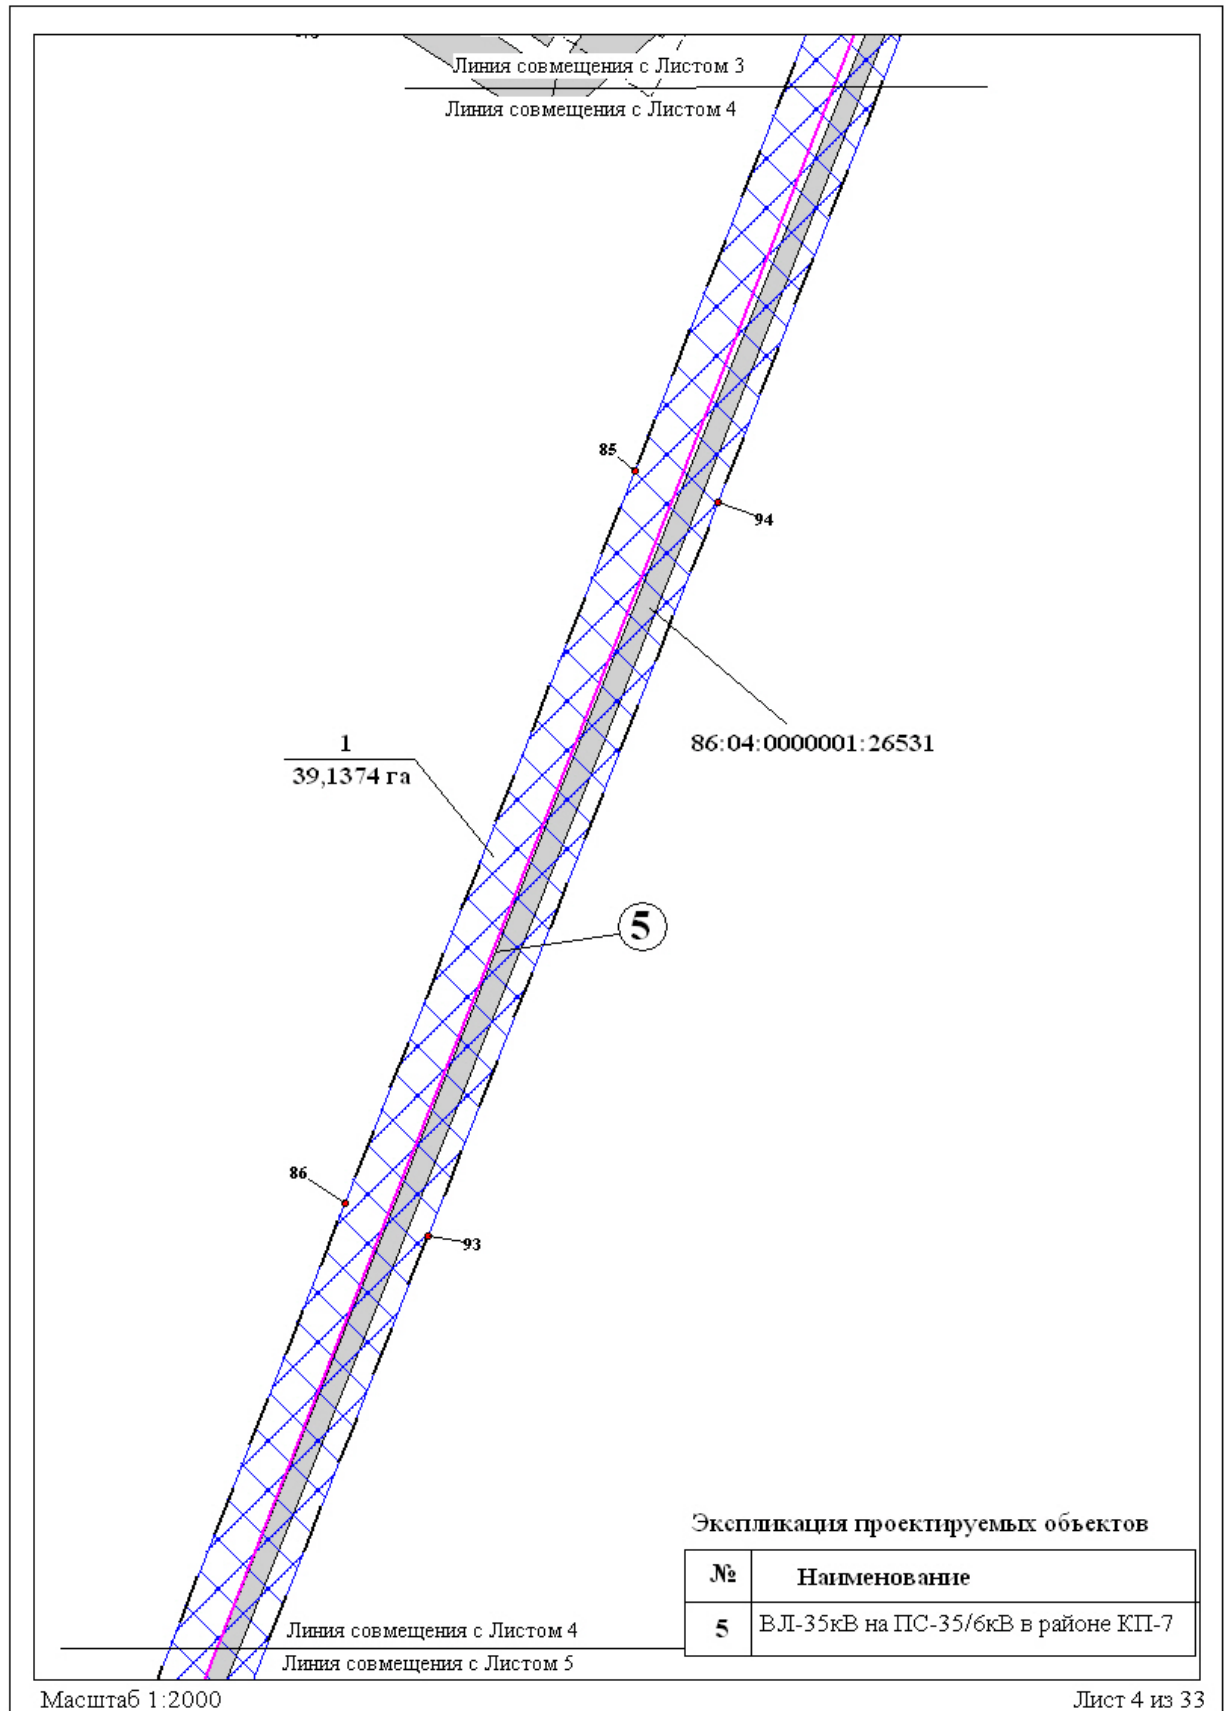 Линия совмещения с Листом 3
Линия совмещения с Листом 4
85
94
86:04:0000001:26531
1
39,1374 га
5
86
93
Экспликация проектируемых объектов
№ Наименование
5 ВЛ-35кВ на ПС-35/6кВ в районе КП-7
Линия совмещения с Листом 4
Линия совмещения с Листом 5
Масштаб 1:2000
Лист 4 из 33